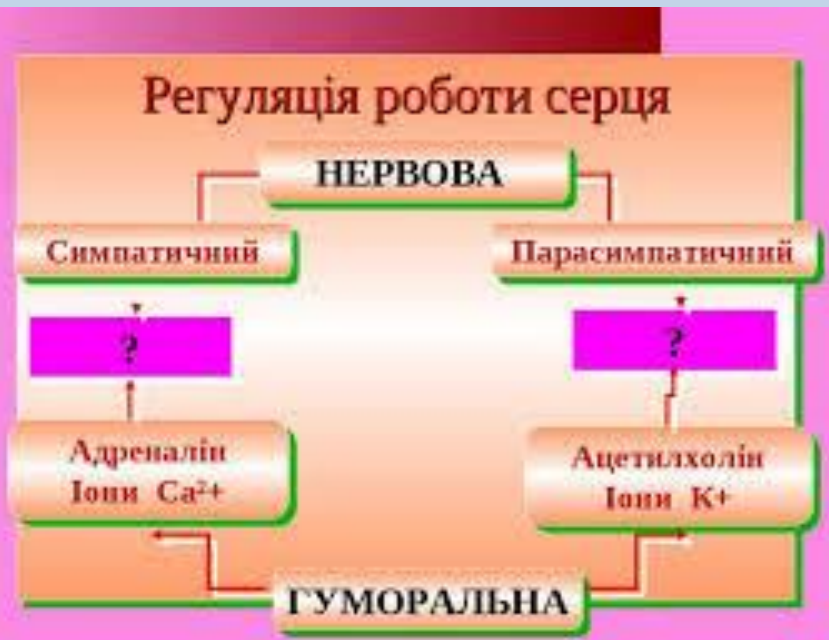 Регуляція роботи серця
НЕРВОВА
Симпатичний
Парасимпатичний
?
?
Адреналін
Іони Ca²+
Ацетилхолін
Іони К+
ГУМОРАЛЬНА